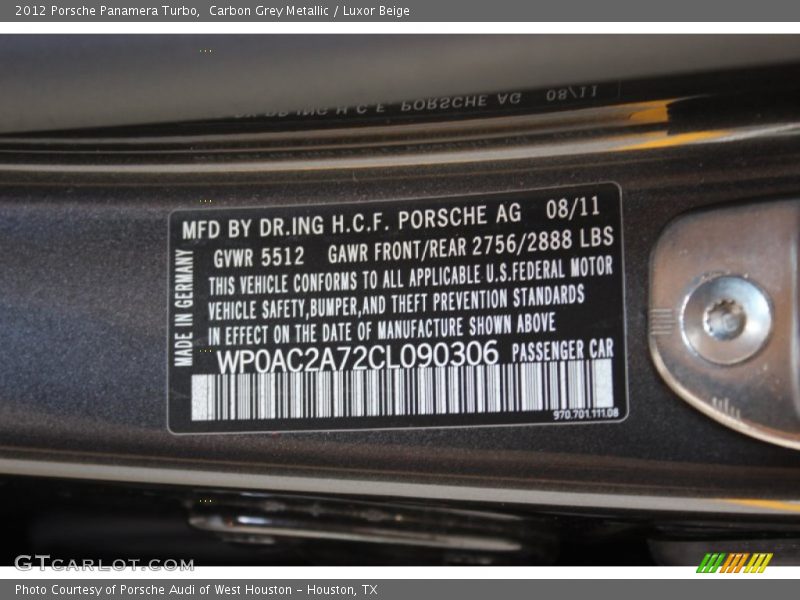 2012 Porsche Panamera Turbo,  Carbon Grey Metallic / Luxor Beige
DR.ING H.C.F. PORSCHE AG 08/11
MFD BY DR.ING H.C.F. PORSCHE AG 08/11
GVWR 5512 GAWR FRONT/REAR 2756/2888 LBS
THIS VEHICLE CONFORMS TO ALL APPLICABLE U.S.FEDERAL MOTOR
VEHICLE SAFETY,BUMPER,AND THEFT PREVENTION STANDARDS
IN EFFECT ON THE DATE OF MANUFACTURE SHOWN ABOVE
WP0AC2A72CL090306 PASSENGER CAR
MADE IN GERMANY
970.701.111.08
GTCARLOT.COM
Photo Courtesy of Porsche Audi of West Houston - Houston, TX